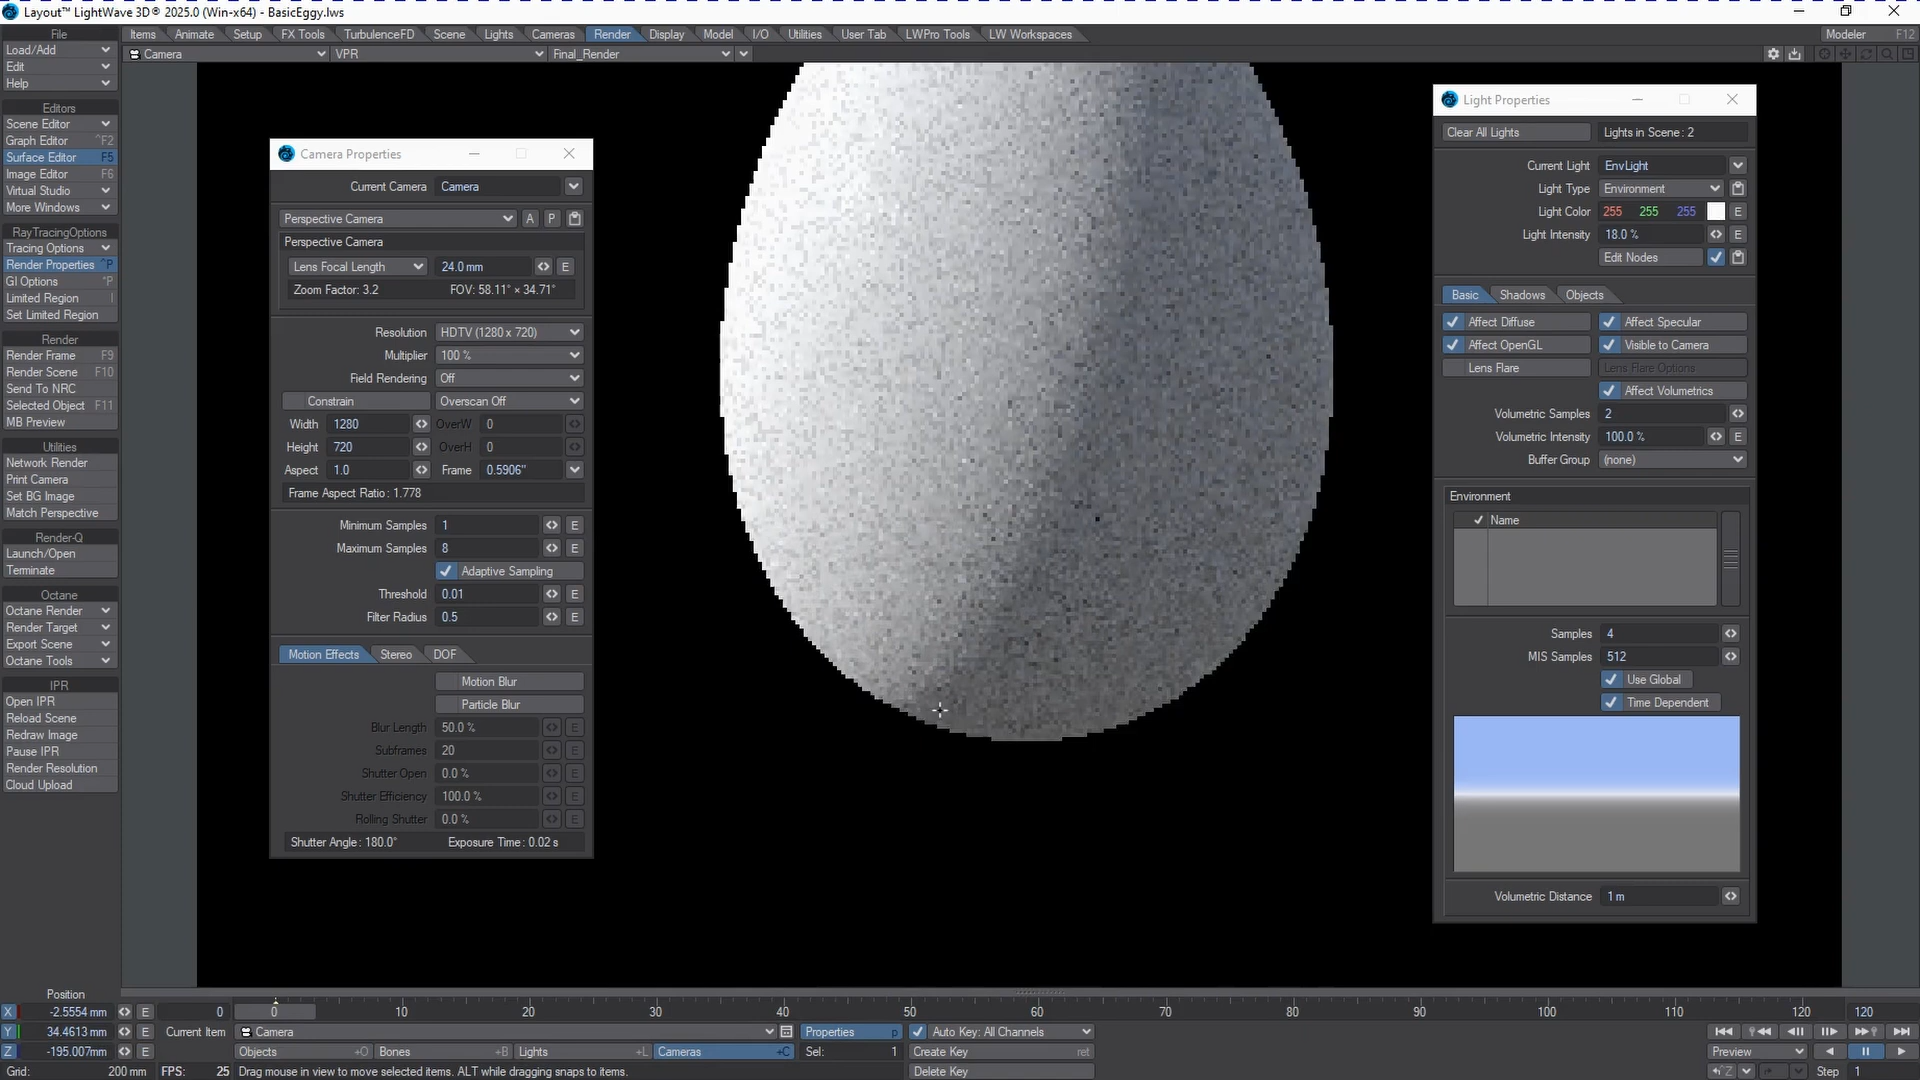 Layout™ LightWave 3D® 2025.0 (Win-x64) - BasicEggy.lws
File
Items Animate Setup FX Tools TurbulenceFD Scene Lights Cameras Render Display Model I/O Utilities User Tab LWPro Tools LW Workspaces Modeler F12
Camera VPR Final_Render
Load/Add
Edit
Help
Editors
Scene Editor
Graph Editor ^F2
Surface Editor F5
Image Editor F6
Virtual Studio
More Windows
RayTracingOptions
Tracing Options
Render Properties ^P
GI Options *P
Limited Region l
Set Limited Region
Render
Render Frame F9
Render Scene F10
Send To NRC
Selected Object F11
MB Preview
Utilities
Network Render
Print Camera
Set BG Image
Match Perspective
Render-Q
Launch/Open
Terminate
Octane
Octane Render
Render Target
Export Scene
Octane Tools
IPR
Open IPR
Reload Scene
Redraw Image
Pause IPR
Render Resolution
Cloud Upload
Camera Properties
Current Camera Camera
Perspective Camera A P
Perspective Camera
Lens Focal Length 24.0 mm E
Zoom Factor: 3.2 FOV: 58.11° × 34.71°
Resolution HDTV (1280 x 720)
Multiplier 100 %
Field Rendering Off
Constrain Overscan Off
Width 1280 OverW 0
Height 720 OverH 0
Aspect 1.0 Frame 0.5906"
Frame Aspect Ratio: 1.778
Minimum Samples 1 E
Maximum Samples 8 E
Adaptive Sampling
Threshold 0.01 E
Filter Radius 0.5 E
Motion Effects Stereo DOF
Motion Blur
Particle Blur
Blur Length 50.0 % E
Subframes 20 E
Shutter Open 0.0 % E
Shutter Efficiency 100.0 % E
Rolling Shutter 0.0 % E
Shutter Angle: 180.0° Exposure Time: 0.02 s
Light Properties
Clear All Lights Lights in Scene: 2
Current Light EnvLight
Light Type Environment
Light Color 255 255 255 E
Light Intensity 18.0 % E
Edit Nodes
Basic Shadows Objects
Affect Diffuse Affect Specular
Affect OpenGL Visible to Camera
Lens Flare Lens Flare Options
Affect Volumetrics
Volumetric Samples 2
Volumetric Intensity 100.0 % E
Buffer Group (none)
Environment
Name
Samples 4
MIS Samples 512
Use Global
Time Dependent
Volumetric Distance 1 m
Position
X -2.5554 mm E 0 0 10 20 30 40 50 60 70 80 90 100 110 120 120
Y 34.4613 mm E Current Item Camera Properties p Auto Key: All Channels
Z -195.007mm E Objects +O Bones +B Lights +L Cameras +C Sel: 1 Create Key ret Preview
Grid: 200 mm FPS: 25 Drag mouse in view to move selected items. ALT while dragging snaps to items. Delete Key ^Z Step 1